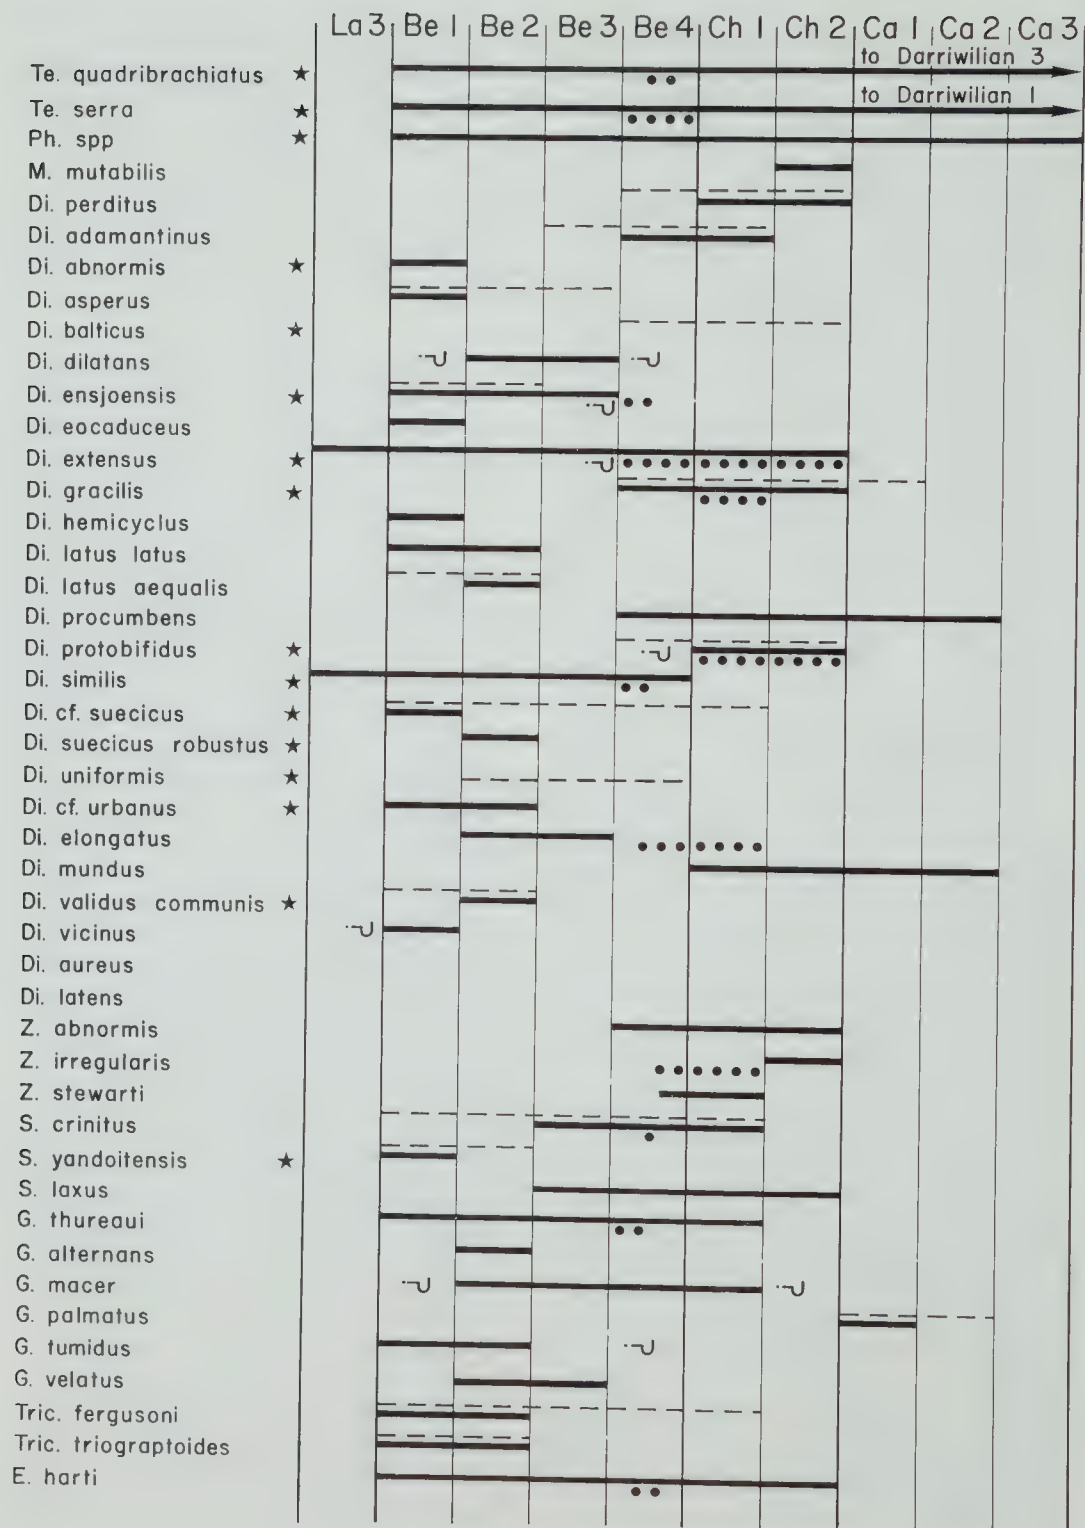 La 3 Be 1 Be 2 Be 3 Be 4 Ch 1 Ch 2 Ca 1 Ca 2 Ca 3
to Darriwilian 3
Te. quadribrachiatus ★
to Darriwilian 1
Te. serra ★
Ph. spp ★
M. mutabilis
Di. perditus
Di. adamantinus
Di. abnormis ★
Di. asperus
Di. balticus ★
Di. dilatans ? ?
Di. ensjoensis ★ ?
Di. eocaduceus
Di. extensus ★ ?
Di. gracilis ★
Di. hemicyclus
Di. latus latus
Di. latus aequalis
Di. procumbens
Di. protobifidus ★ ?
Di. similis ★
Di. cf. suecicus ★
Di. suecicus robustus ★
Di. uniformis ★
Di. cf. urbanus ★
Di. elongatus
Di. mundus
Di. validus communis ★
Di. vicinus ?
Di. aureus
Di. latens
Z. abnormis
Z. irregularis
Z. stewarti
S. crinitus
S. yandoitensis ★
S. laxus
G. thureaui
G. alternans
G. macer ? ?
G. palmatus
G. tumidus ?
G. velatus
Tric. fergusoni
Tric. triograptoides
E. harti